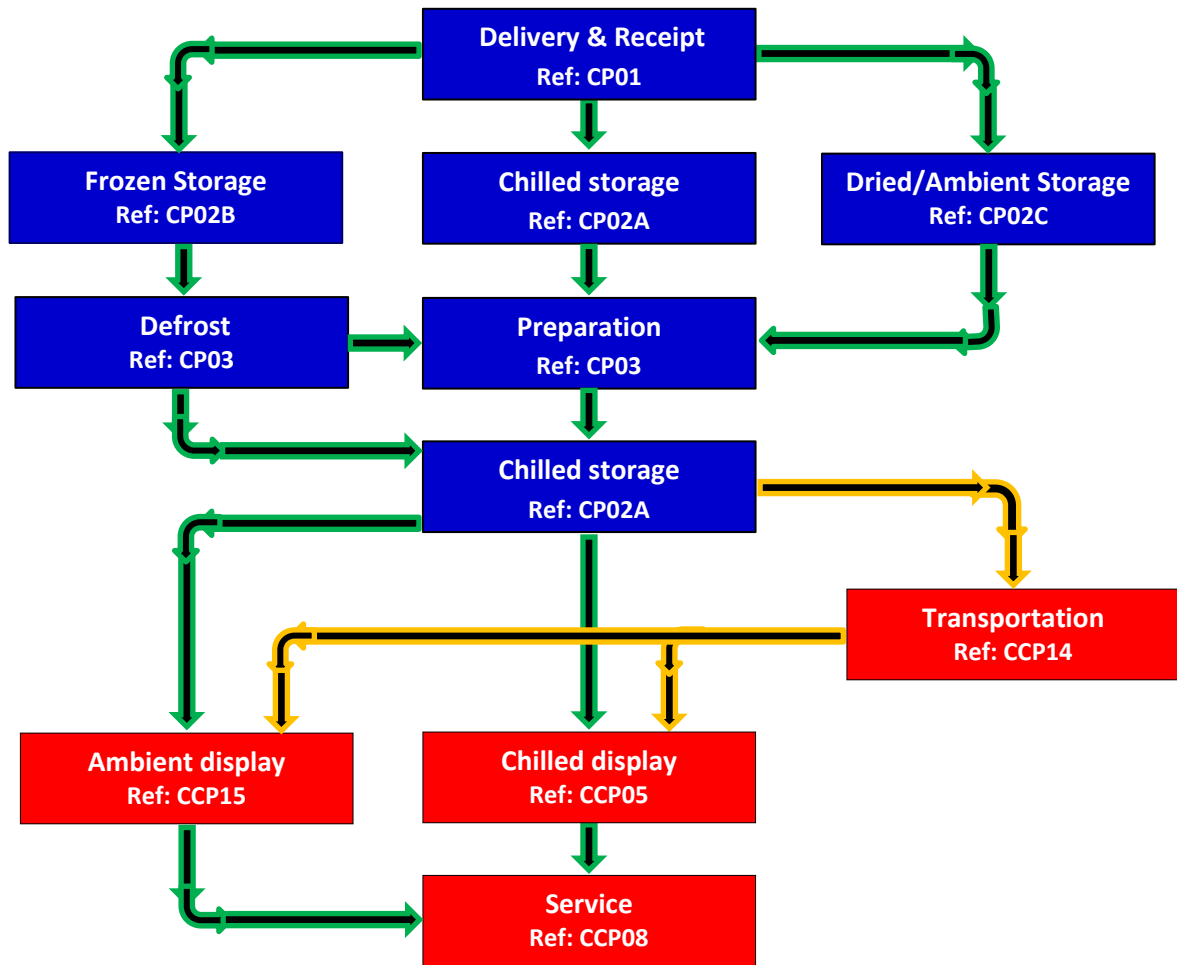 Delivery & Receipt
Ref: CP01
Frozen Storage
Ref: CP02B
Chilled storage
Ref: CP02A
Dried/Ambient Storage
Ref: CP02C
Defrost
Ref: CP03
Preparation
Ref: CP03
Chilled storage
Ref: CP02A
Transportation
Ref: CCP14
Ambient display
Ref: CCP15
Chilled display
Ref: CCP05
Service
Ref: CCP08